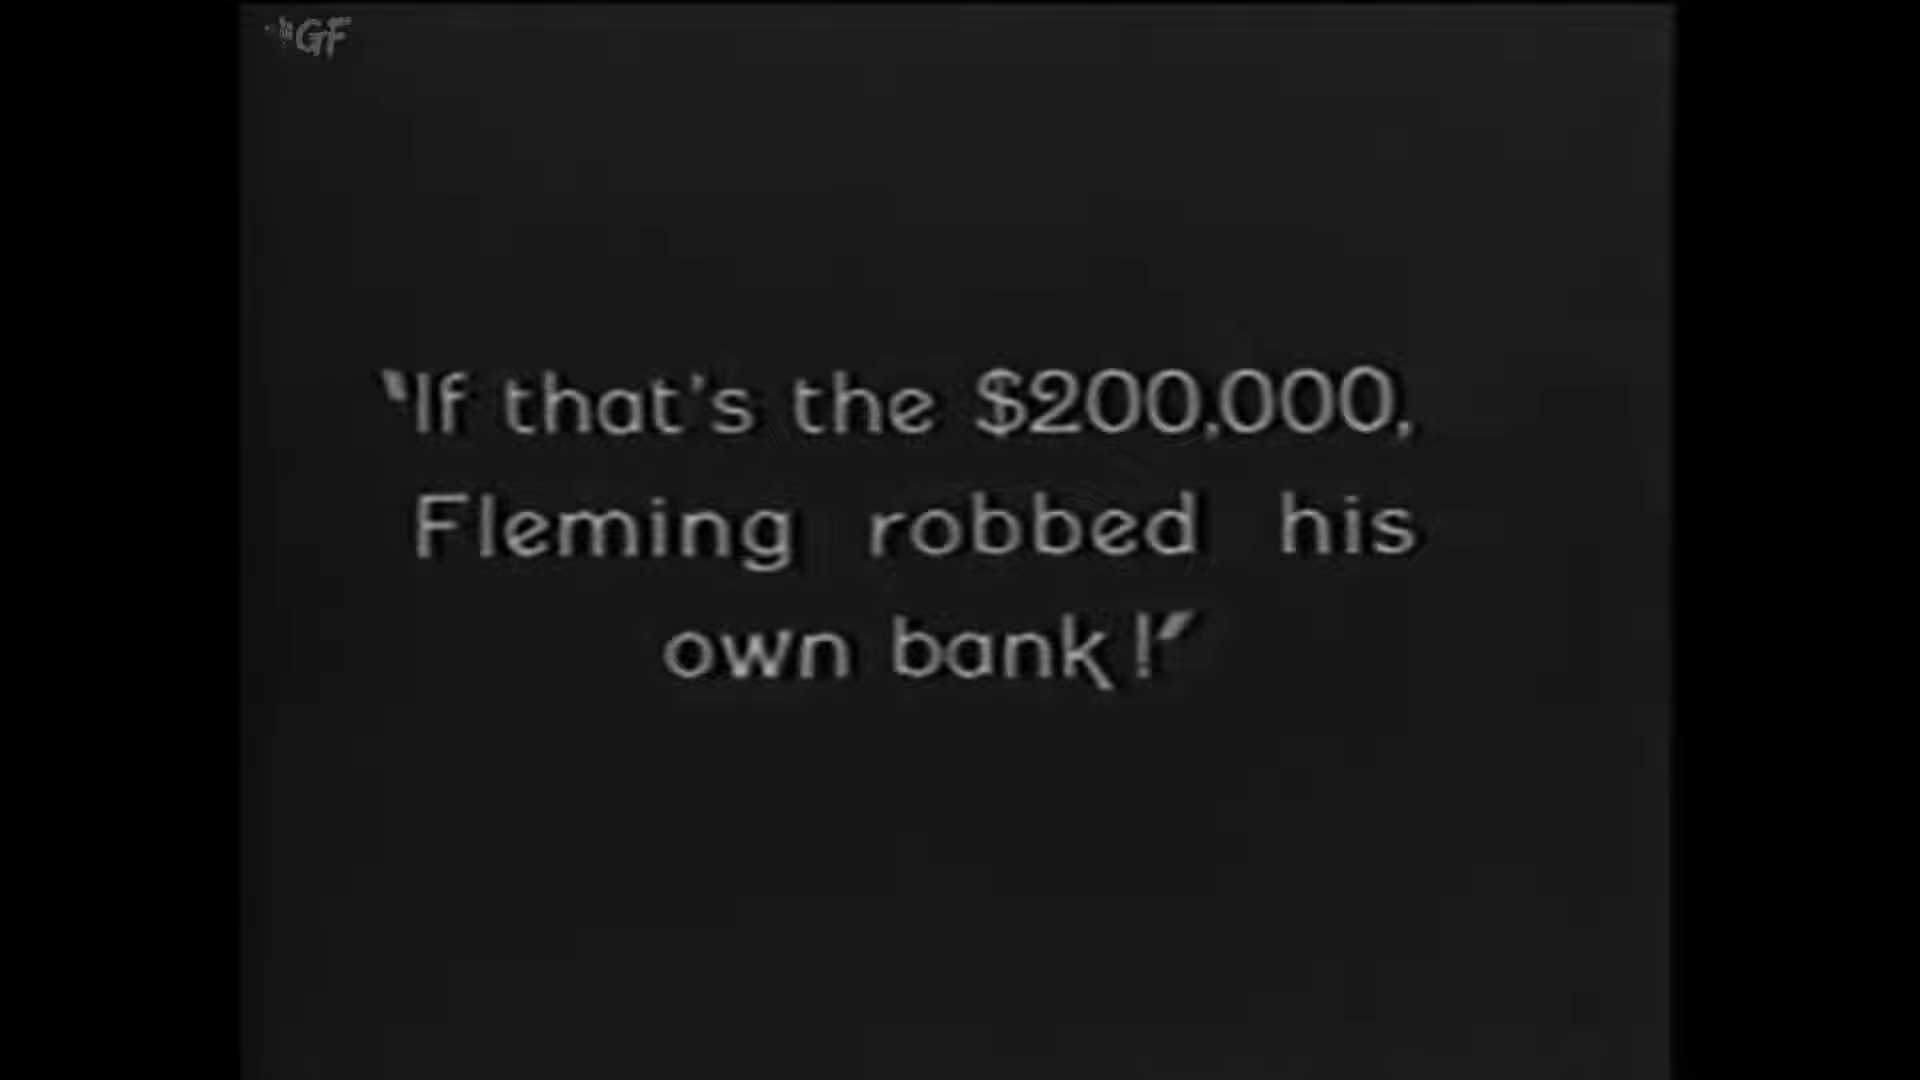 GF
"If that's the $200,000,
Fleming robbed his
own bank!"